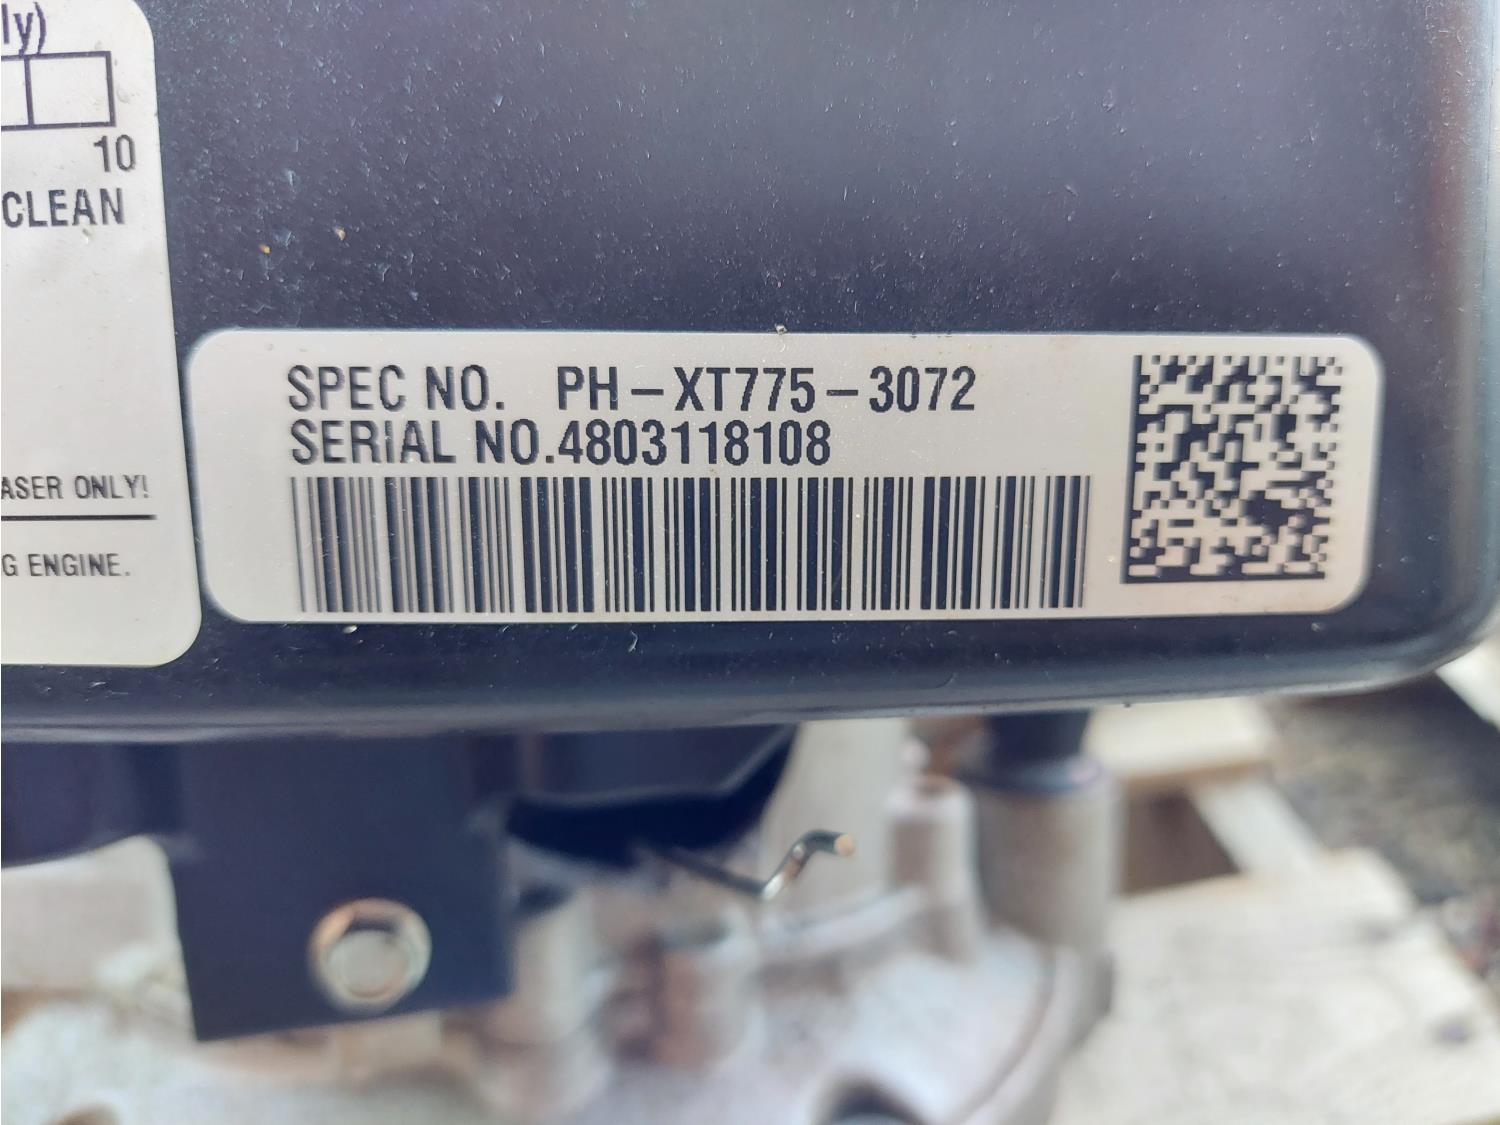 ly)
10
CLEAN
ASER ONLY!
G ENGINE.
SPEC NO. PH-XT775-3072
SERIAL NO.4803118108